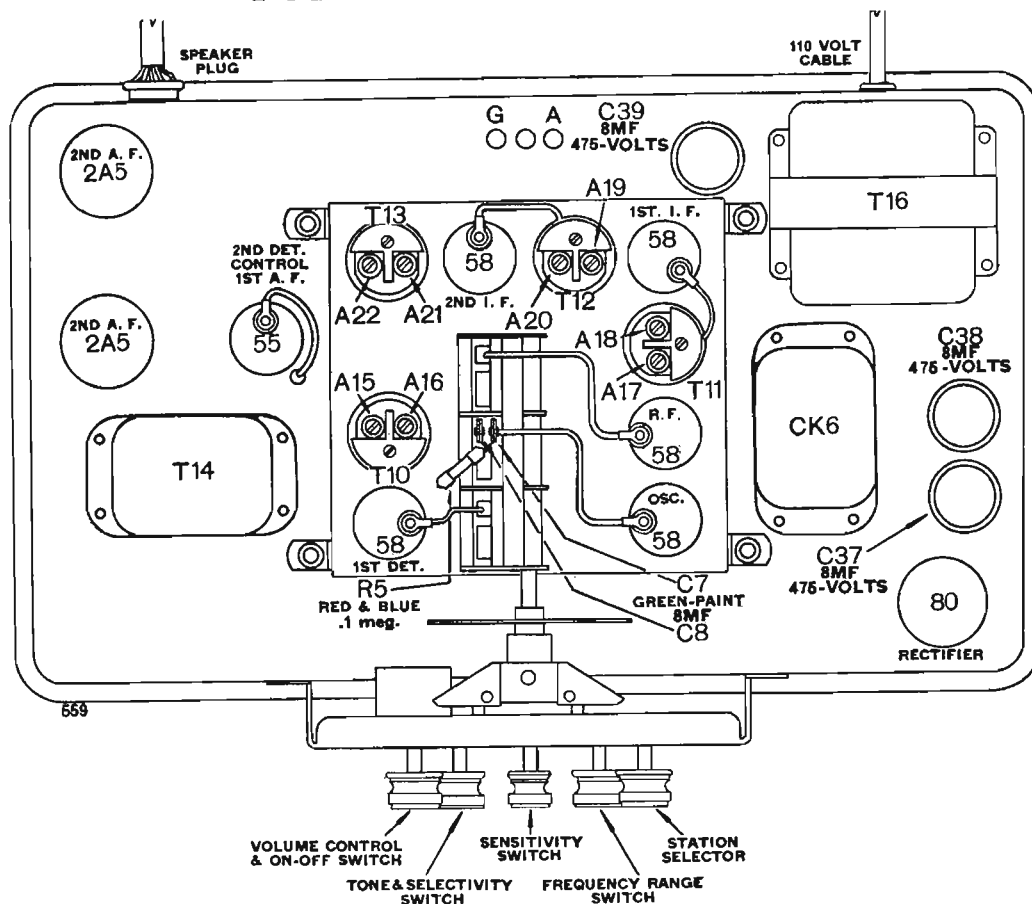 SPEAKER
PLUG
110 VOLT
CABLE
G A
C39
8MF
475-VOLTS
2ND A. F.
2A5
T16
A19
T13
1ST. I. F.
58
58
2ND I. F.
T12
A22 A21
A20
2ND DET.
CONTROL
1ST A. F.
55
2ND A. F.
2A5
A18
A17
T11
C38
8MF
475-VOLTS
A15 A16
T10
R.F.
58
CK6
T14
58
1ST DET.
OSC.
58
C37
8MF
475-VOLTS
R5
RED & BLUE
.1 meg.
C7
GREEN-PAINT
8MF
C8
80
RECTIFIER
559
VOLUME CONTROL
& ON-OFF SWITCH
TONE & SELECTIVITY
SWITCH
SENSITIVITY
SWITCH
FREQUENCY RANGE
SWITCH
STATION
SELECTOR